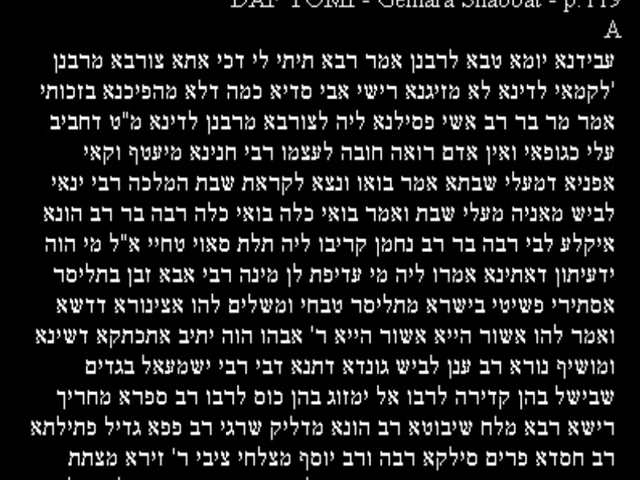 DAF YOMI - Gemara Shabbat - p.119
A
עבידנא יומא טבא לרבנן אמר רבא תיתי לי דכי אתא צורבא מרבנן
לקמאי לדינא לא מזיגנא רישי אבי סדיא כמה דלא מהפיכנא בזכותי'
אמר מר בר רב אשי פסילנא ליה לצורבא מרבנן לדינא מ"ט דחביב
עלי כגופאי ואין אדם רואה חובה לעצמו רבי חנינא מיעטף וקאי
אפניא דמעלי שבתא אמר בואו ונצא לקראת שבת המלכה רבי ינאי
לביש מאניה מעלי שבת ואמר בואי כלה בואי כלה רבה בר רב הונא
איקלע לבי רבה בר רב נחמן קריבו ליה תלת סאוי טחיי א"ל מי הוה
ידעיתון דאתינא אמרו ליה מי עדיפת לן מינה רבי אבא זבן בתליסר
אסתירי פשיטי בישרא מתליסר טבחי ומשלים להו אצינורא דדשא
ואמר להו אשור הייא אשור הייא ר' אבהו הוה יתיב אתכתקא דשינא
ומושיף נורא רב ענן לביש גונדא דתנא דבי רבי ישמעאל בגדים
שבישל בהן קדירה לרבו אל ימזוג בהן כוס לרבו רב ספרא מחריך
רישא רבא מלח שיבוטא רב הונא מדליק שרגי רב פפא גדיל פתילתא
רב חסדא פרים סילקא רבה ורב יוסף מצלחי ציבי ר' זירא מצתת